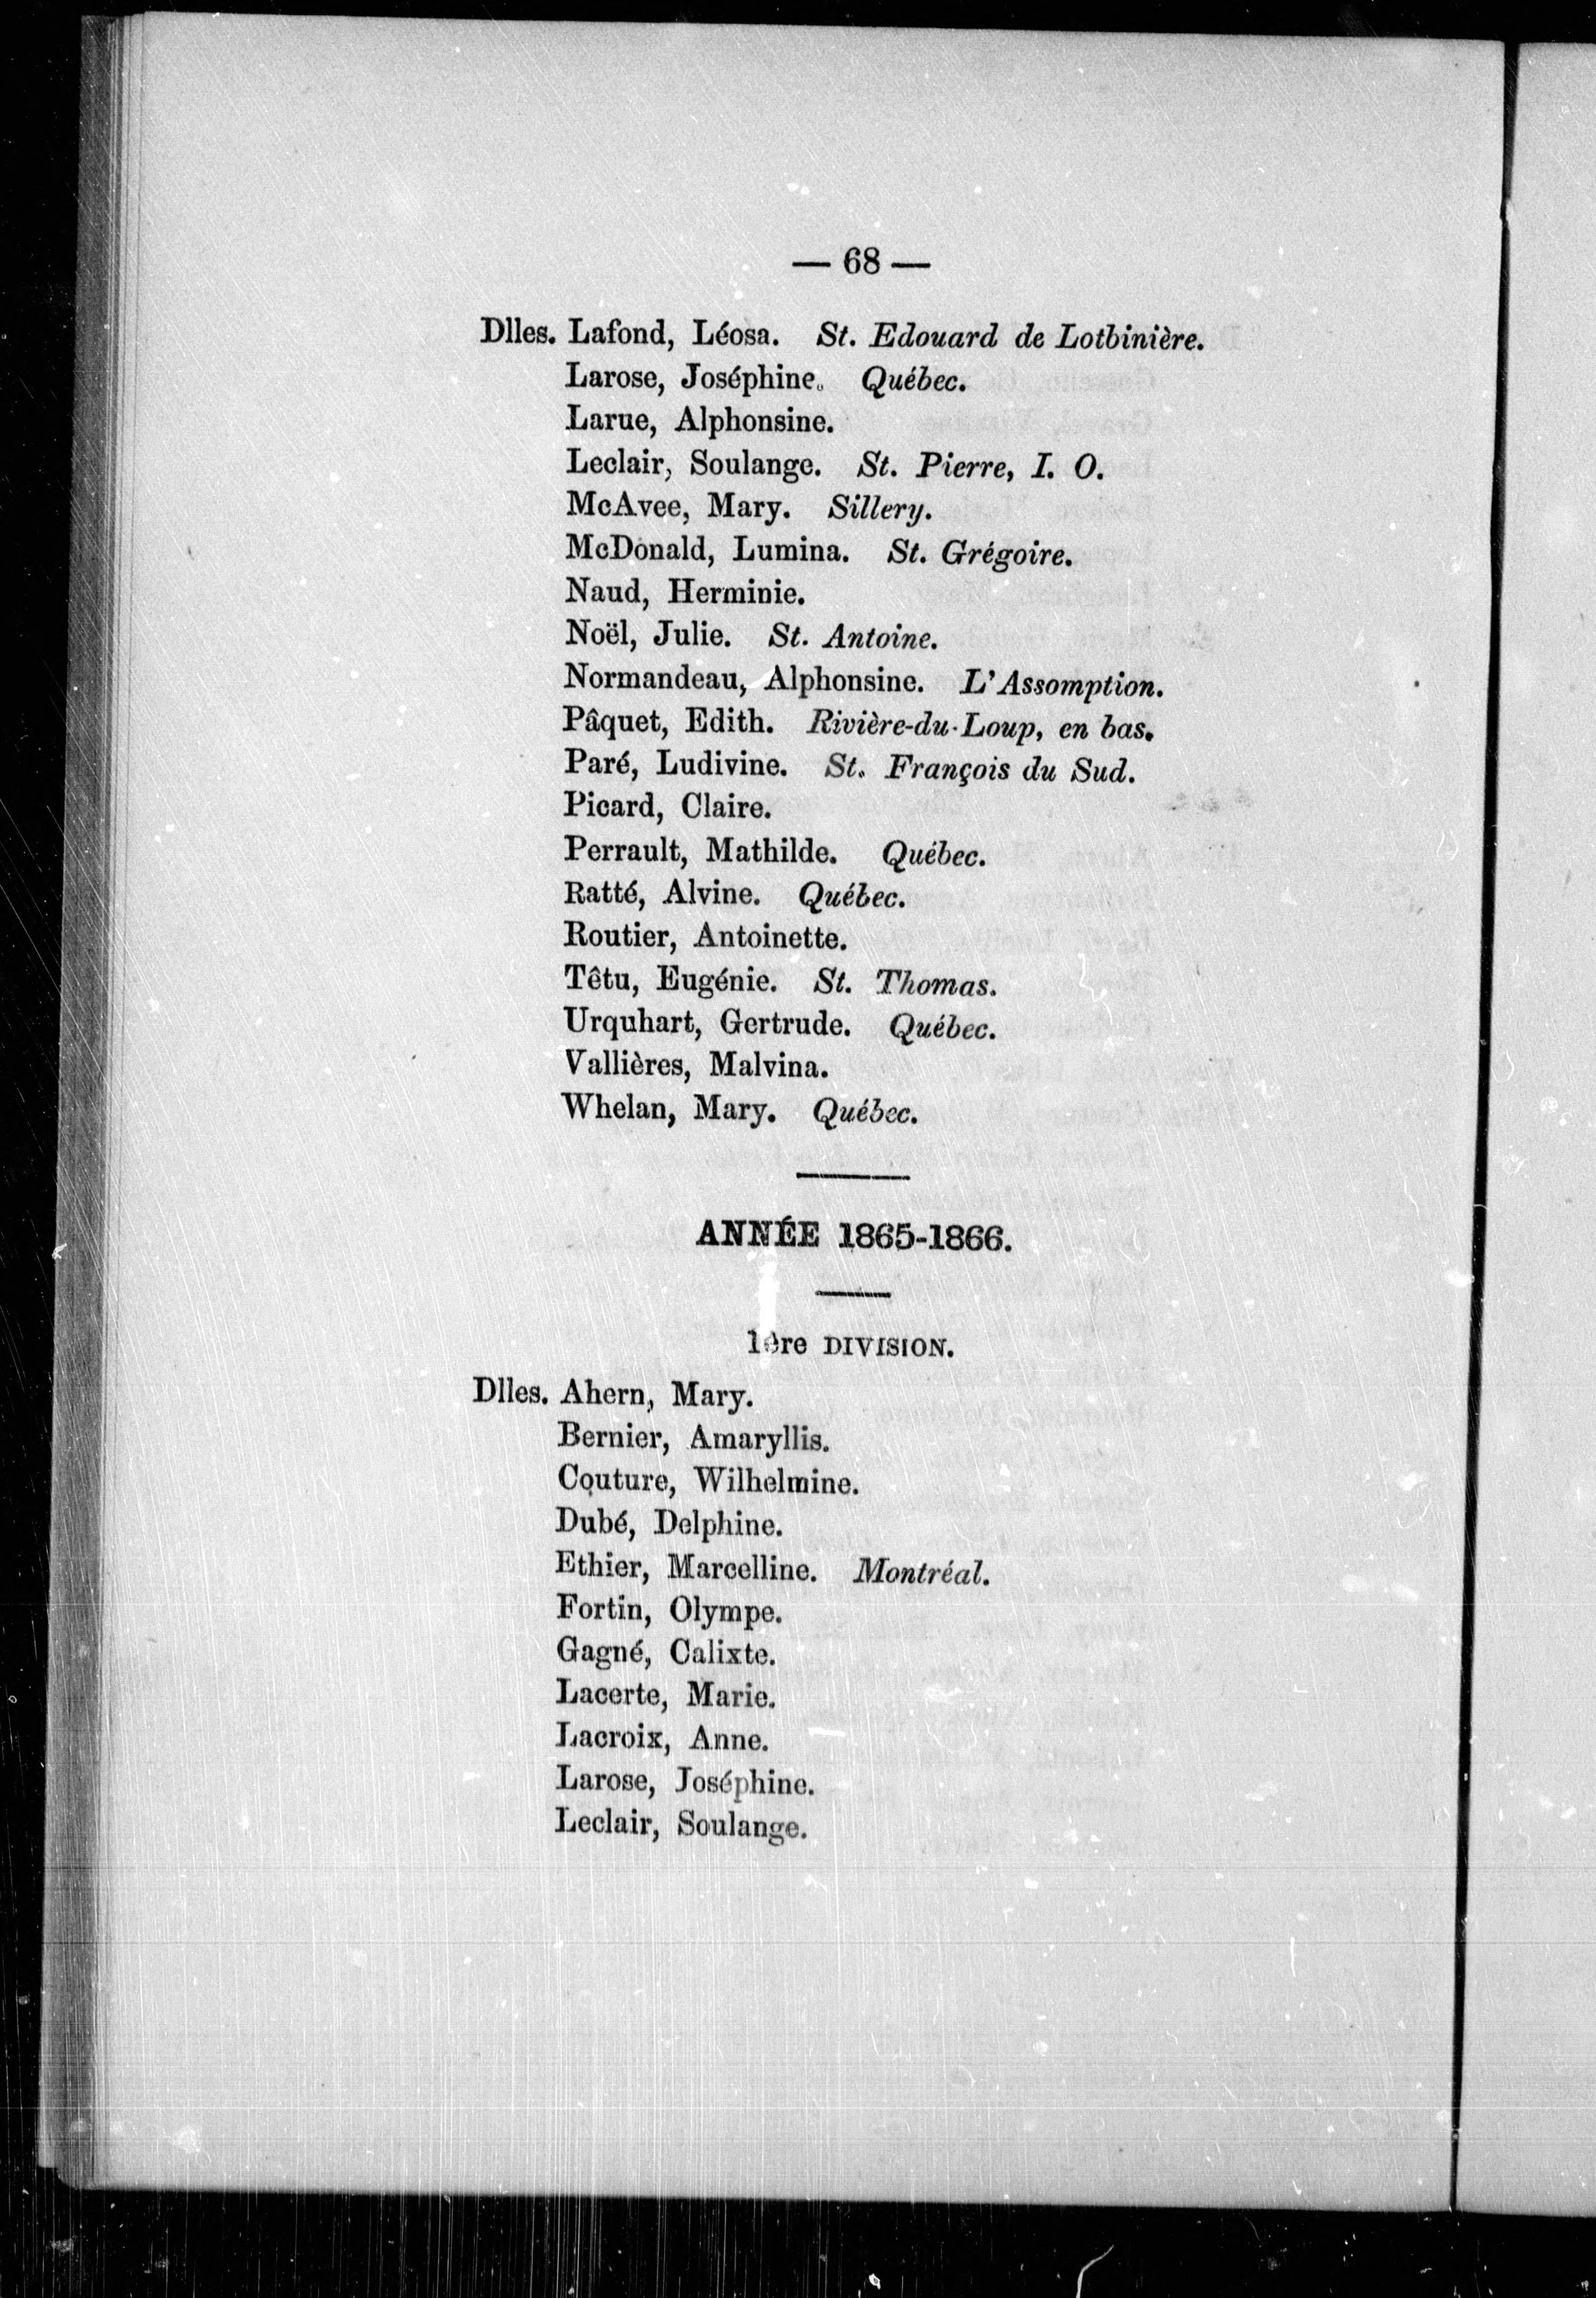 — 68 —
Dlles. Lafond, Léosa. St. Edouard de Lotbinière.
Larose, Joséphine. Québec.
Larue, Alphonsine.
Leclair, Soulange. St. Pierre, I. O.
McAvee, Mary. Sillery.
McDonald, Lumina. St. Grégoire.
Naud, Herminie.
Noël, Julie. St. Antoine.
Normandeau, Alphonsine. L'Assomption.
Pâquet, Edith. Rivière-du-Loup, en bas.
Paré, Ludivine. St. François du Sud.
Picard, Claire.
Perrault, Mathilde. Québec.
Ratté, Alvine. Québec.
Routier, Antoinette.
Têtu, Eugénie. St. Thomas.
Urquhart, Gertrude. Québec.
Vallières, Malvina.
Whelan, Mary. Québec.
ANNÉE 1865-1866.
1ère DIVISION.
Dlles. Ahern, Mary.
Bernier, Amaryllis.
Couture, Wilhelmine.
Dubé, Delphine.
Ethier, Marcelline. Montréal.
Fortin, Olympe.
Gagné, Calixte.
Lacerte, Marie.
Lacroix, Anne.
Larose, Joséphine.
Leclair, Soulange.